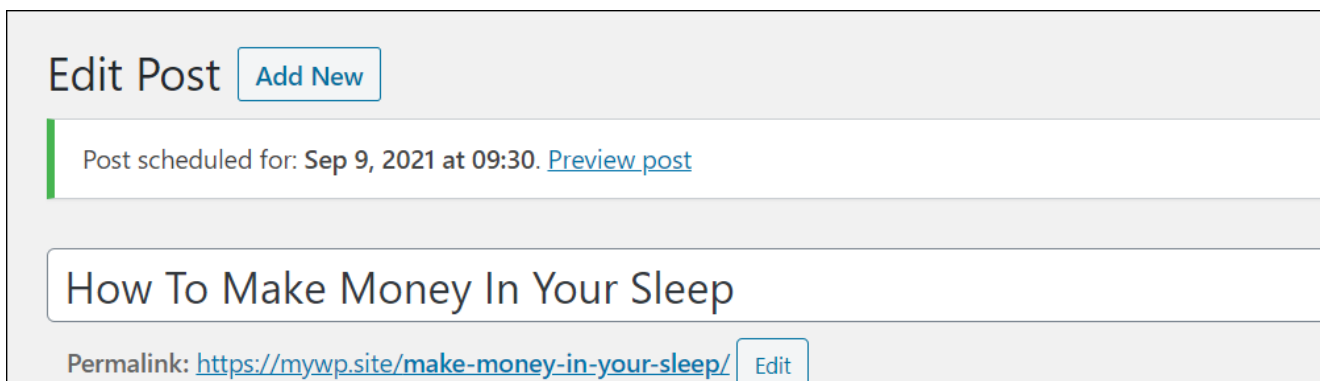 Edit Post Add New
Post scheduled for: Sep 9, 2021 at 09:30. Preview post
How To Make Money In Your Sleep
Permalink: https://mywp.site/make-money-in-your-sleep/ Edit